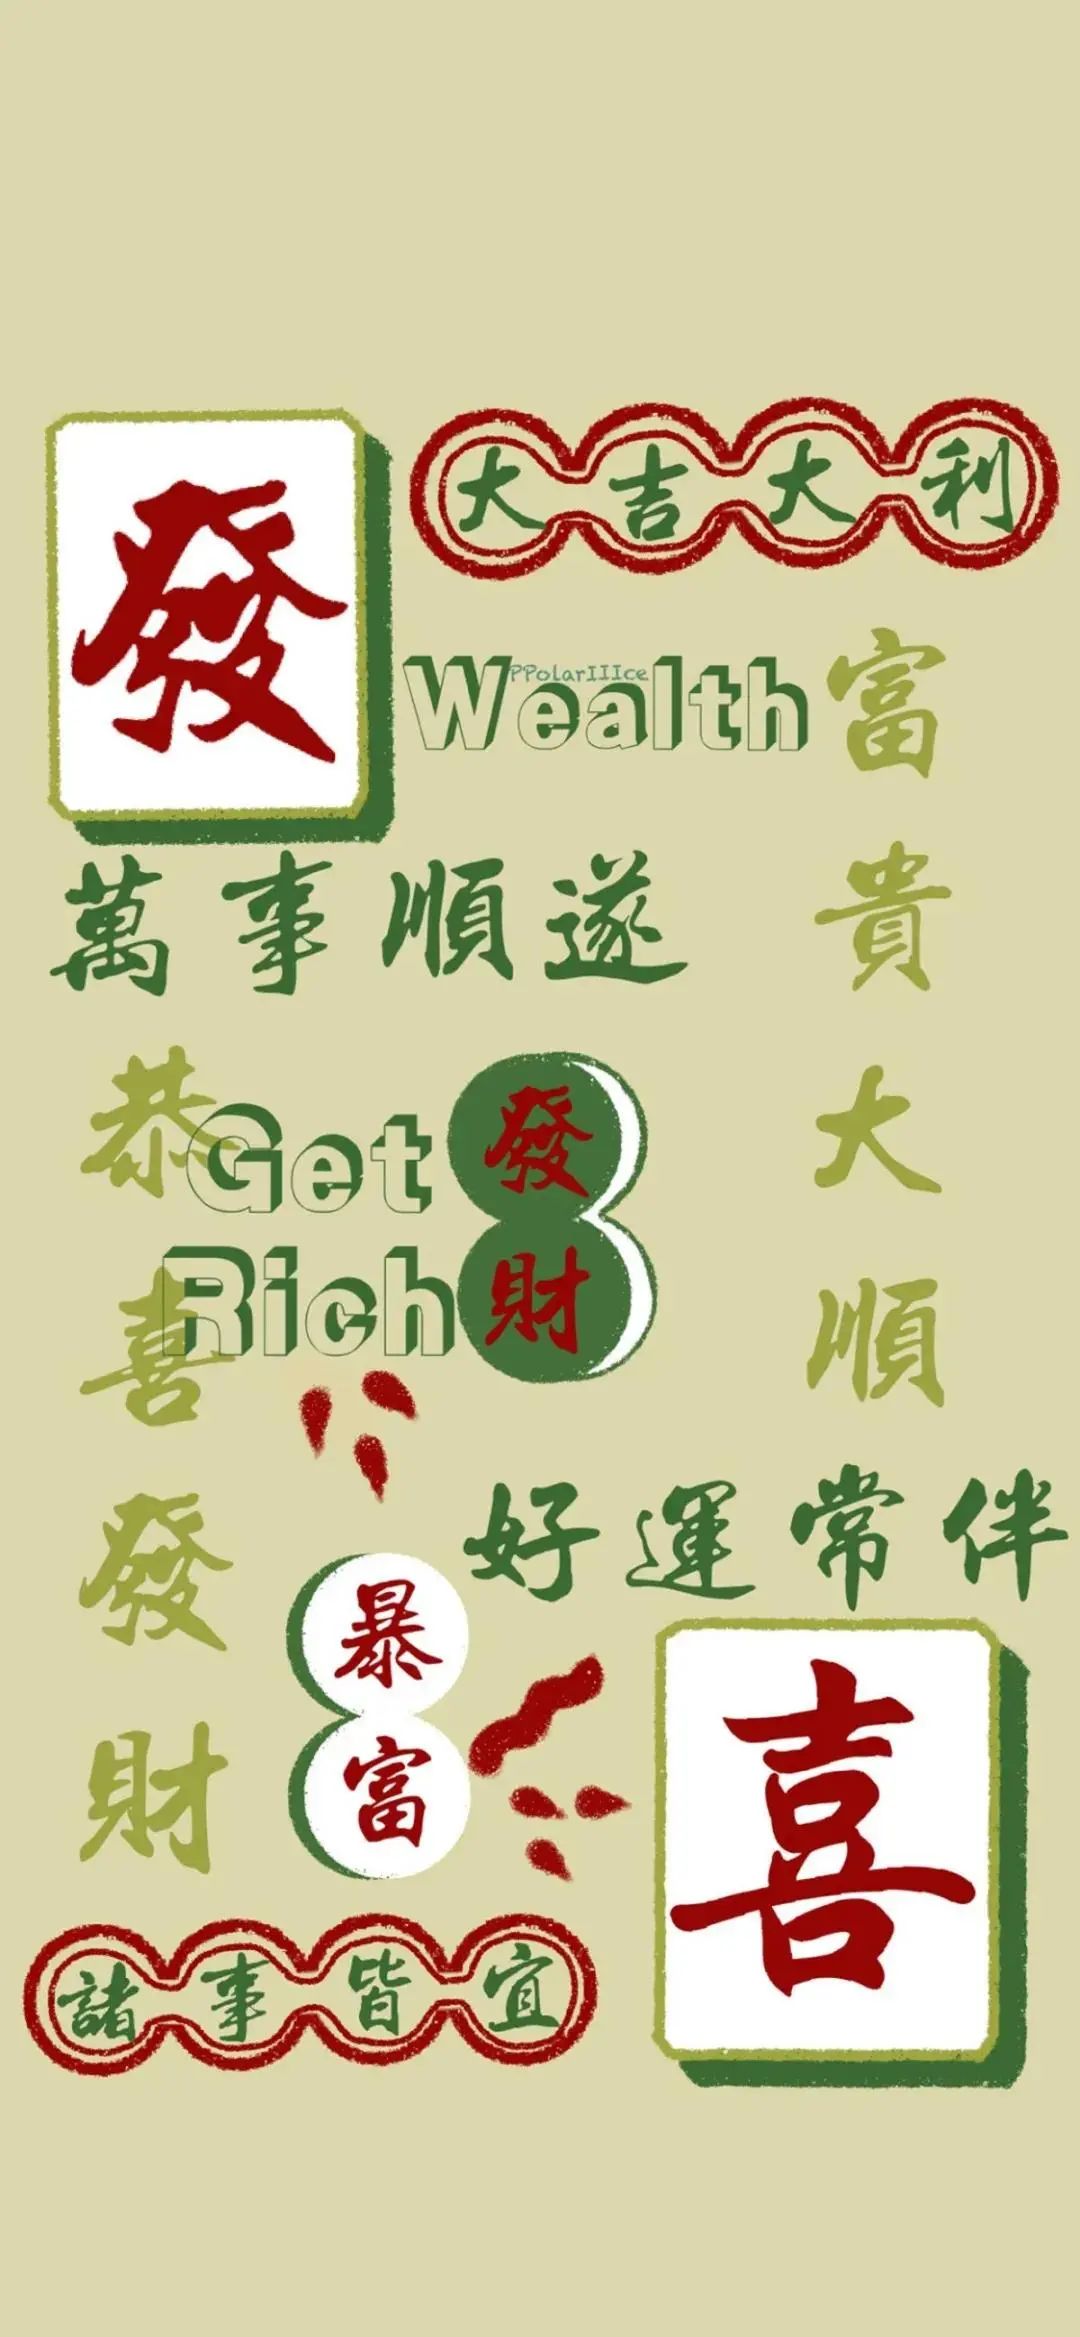 發
大吉大利
Wealth
PPolarIIIce
富貴大順
萬事順遂
恭喜發財
Get
Rich
發財
好運常伴
暴富
喜
諸事皆宜